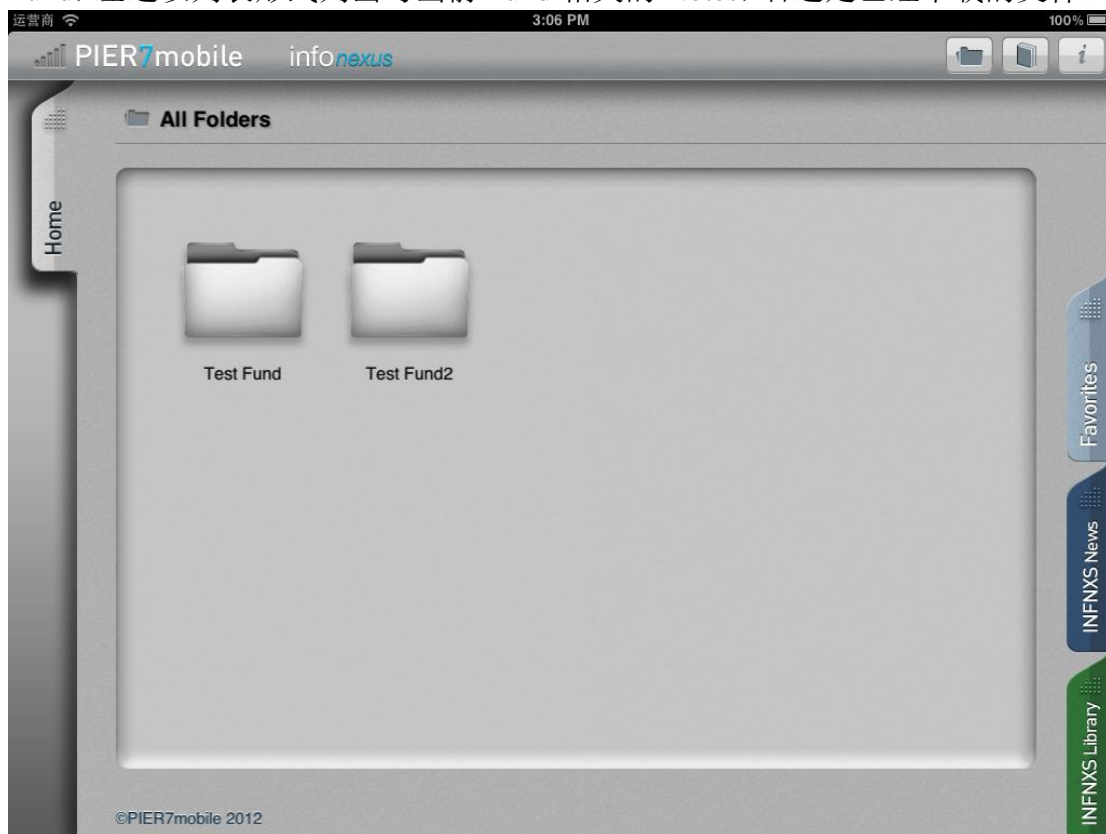 运营商 3:06 PM 100%
PIER7mobile infonexus
All Folders
Home
Test Fund Test Fund2
Favorites
INFNXS News
INFNXS Library
©PIER7mobile 2012